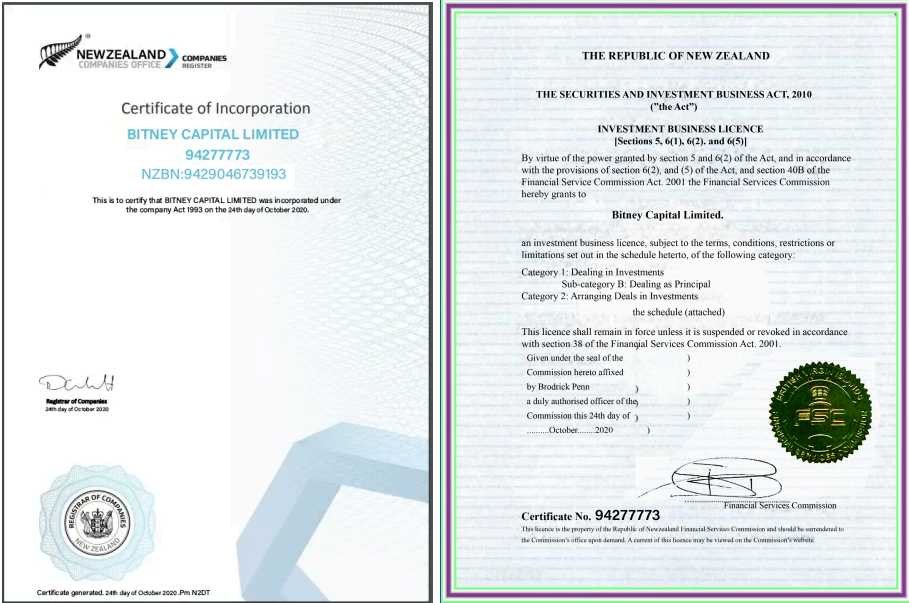 NEWZEALAND
COMPANIES OFFICE
COMPANIES
REGISTER
®
Certificate of Incorporation
BITNEY CAPITAL LIMITED
94277773
NZBN:9429046739193
This is to certify that BITNEY CAPITAL LIMITED was incorporated under
the company Act 1993 on the 24th day of October 2020.
Registrar of Companies
24th day of October 2020
REGISTRAR OF COMPANIES
NEW ZEALAND
Certificate generated. 24th day of October 2020 .Pm N2DT
THE REPUBLIC OF NEW ZEALAND
THE SECURITIES AND INVESTMENT BUSINESS ACT, 2010
("the Act")
INVESTMENT BUSINESS LICENCE
[Sections 5, 6(1), 6(2). and 6(5)]
By virtue of the power granted by section 5 and 6(2) of the Act, and in accordance
with the provisions of section 6(2), and (5) of the Act, and section 40B of the
Financial Service Commission Act. 2001 the Financial Services Commission
hereby grants to
Bitney Capital Limited.
an investment business licence, subject to the terms, conditions, restrictions or
limitations set out in the schedule heterto, of the following category:
Category 1: Dealing in Investments
Sub-category B: Dealing as Principal
Category 2: Arranging Deals in Investments
the schedule (attached)
This licence shall remain in force unless it is suspended or revoked in accordance
with section 38 of the Financial Services Commission Act. 2001.
Given under the seal of the )
Commission hereto affixed )
by Brodrick Penn ) )
a duly authorised officer of the ) )
Commission this 24th day of ) )
..........October........2020 )
FSC
Financial Services Commission
Certificate No. 94277773
This licence is the property of the Republic of Newzealand Financial Services Commission and should be surrendered to
the Commission's office upon demand. A current of this licence may be viewed on the Commission's website.